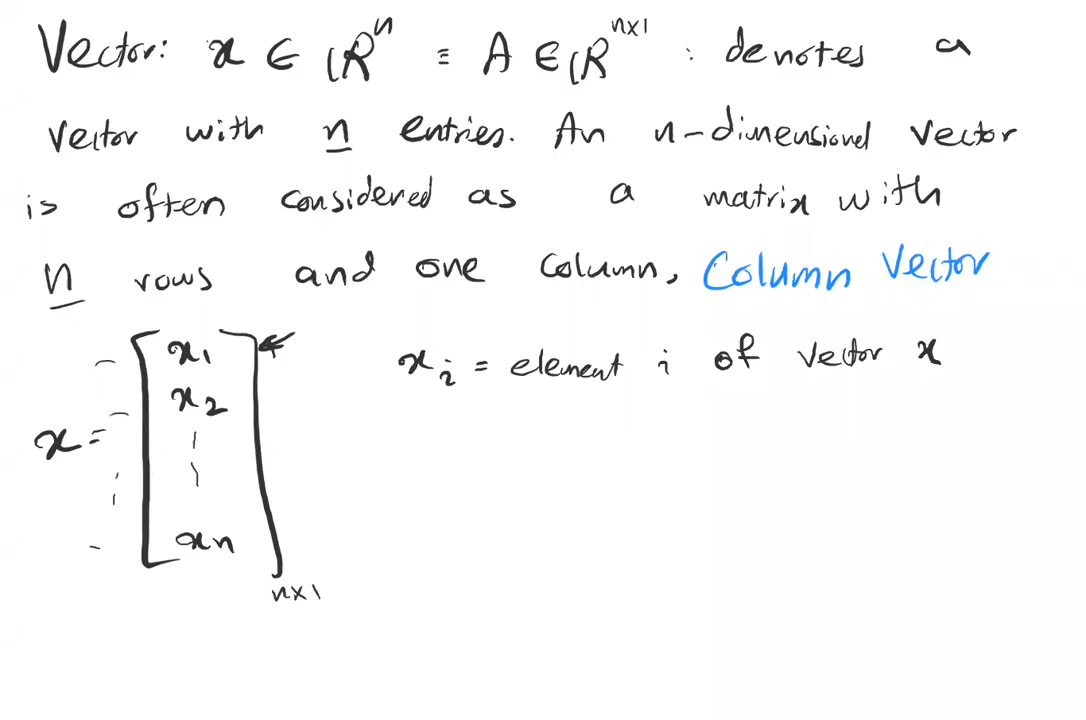 Vector: x ∈ ℝⁿ ≡ A ∈ ℝⁿˣ¹ : denotes a
vector with n entries. An n-dimensional vector
is often considered as a matrix with
n rows and one column, Column Vector
x₁
xᵢ = element i of vector x
x₂
x =
xn
nx1